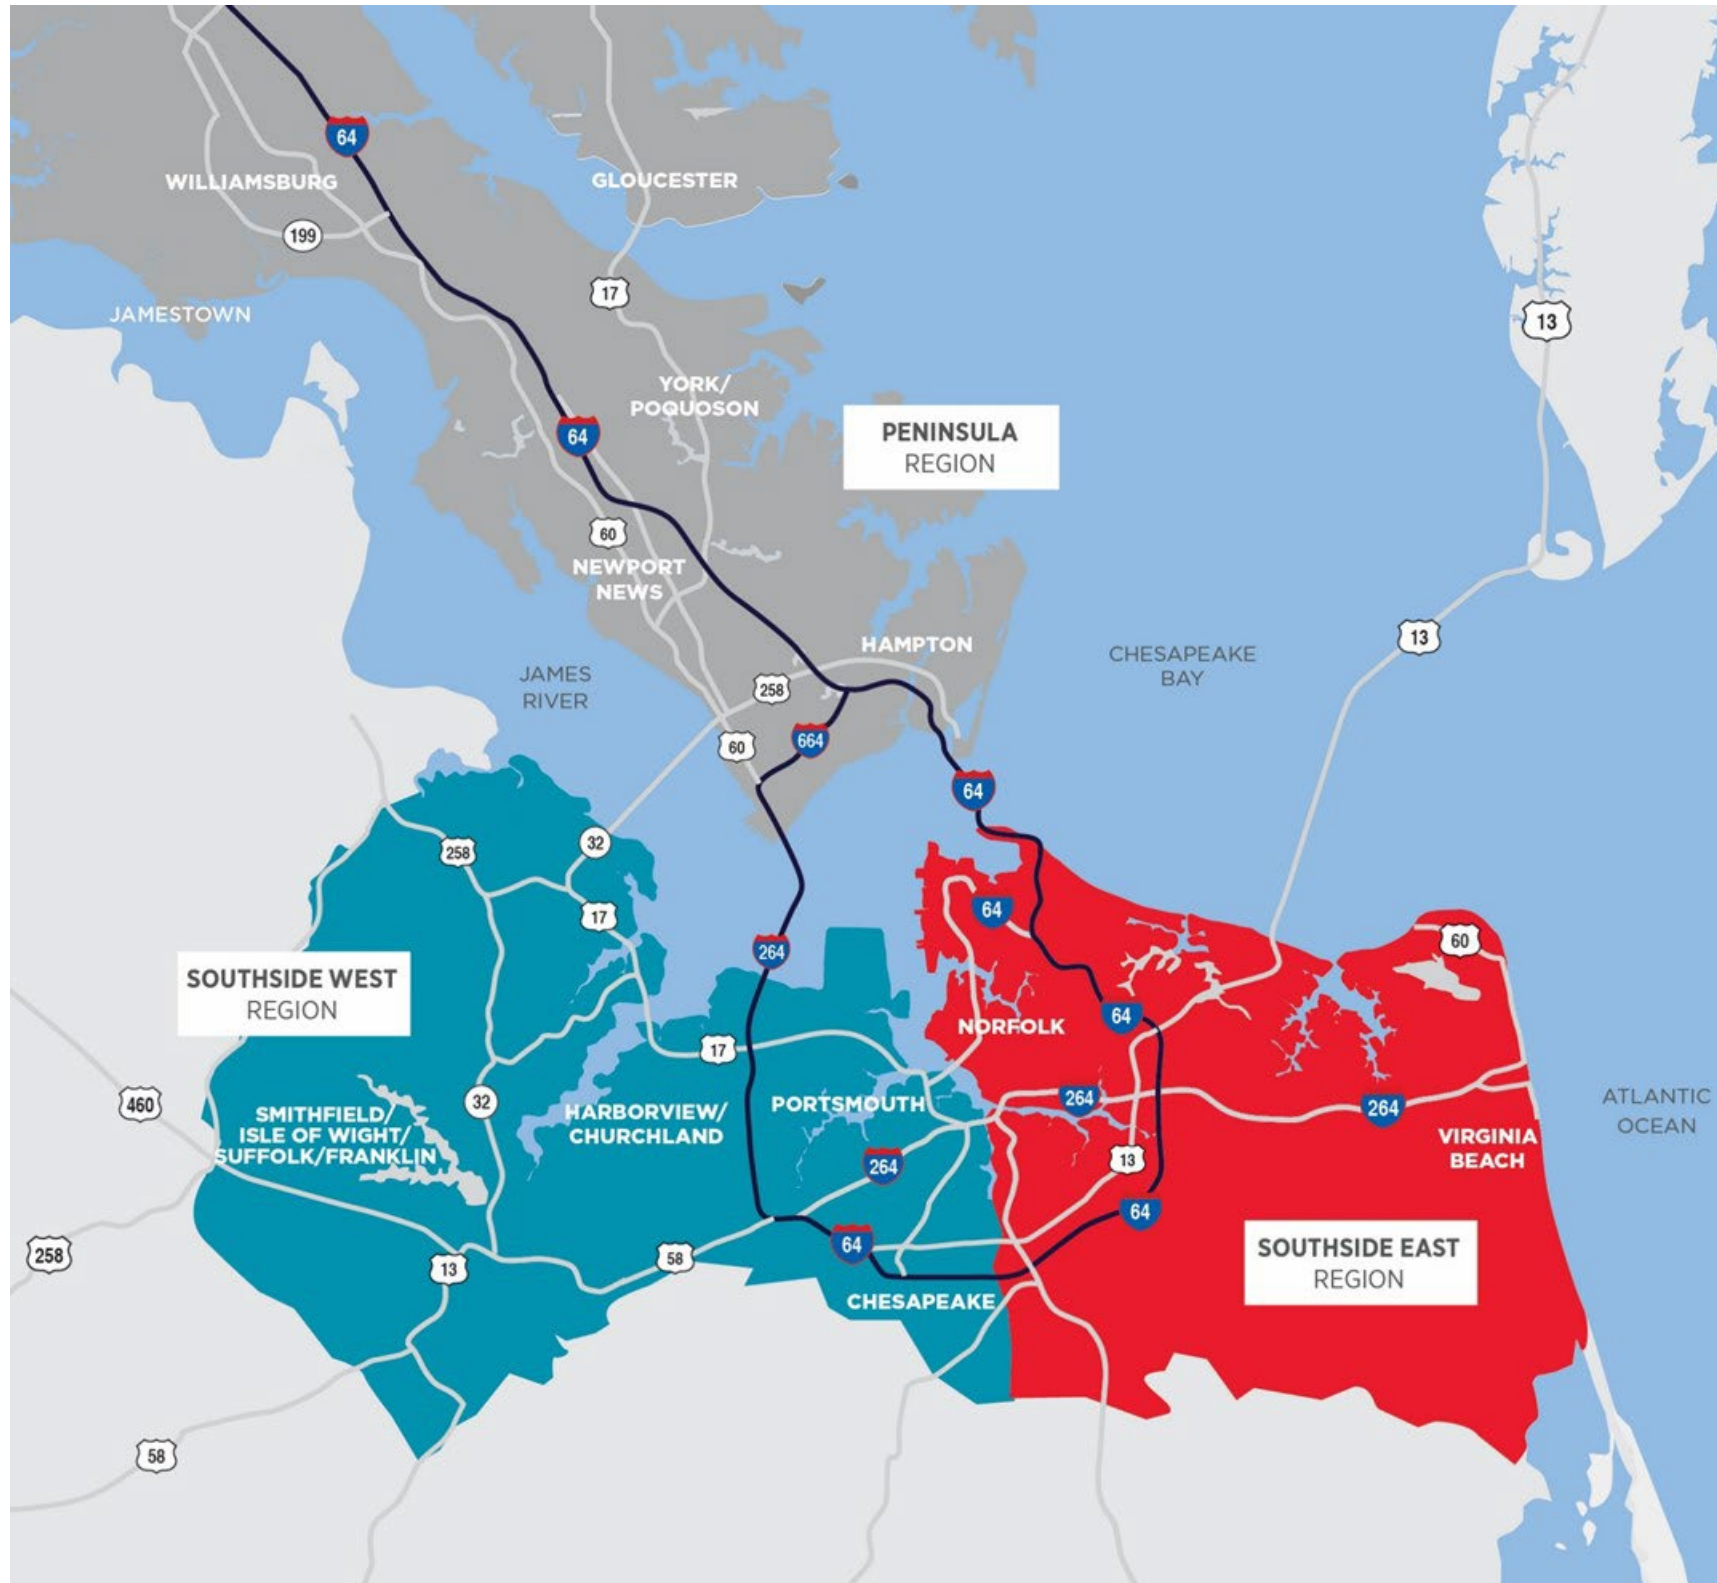 64
WILLIAMSBURG
GLOUCESTER
199
17
JAMESTOWN
13
YORK/
POQUOSON
64
PENINSULA
REGION
60
NEWPORT
NEWS
HAMPTON
13
CHESAPEAKE
BAY
JAMES
RIVER
258
664
60
64
32
258
17
64
60
264
SOUTHSIDE WEST
REGION
64
NORFOLK
17
460
32
SMITHFIELD/
ISLE OF WIGHT/
SUFFOLK/FRANKLIN
HARBORVIEW/
CHURCHLAND
PORTSMOUTH
264
264
ATLANTIC
OCEAN
VIRGINIA
BEACH
264
13
64
258
13
58
64
SOUTHSIDE EAST
REGION
CHESAPEAKE
58